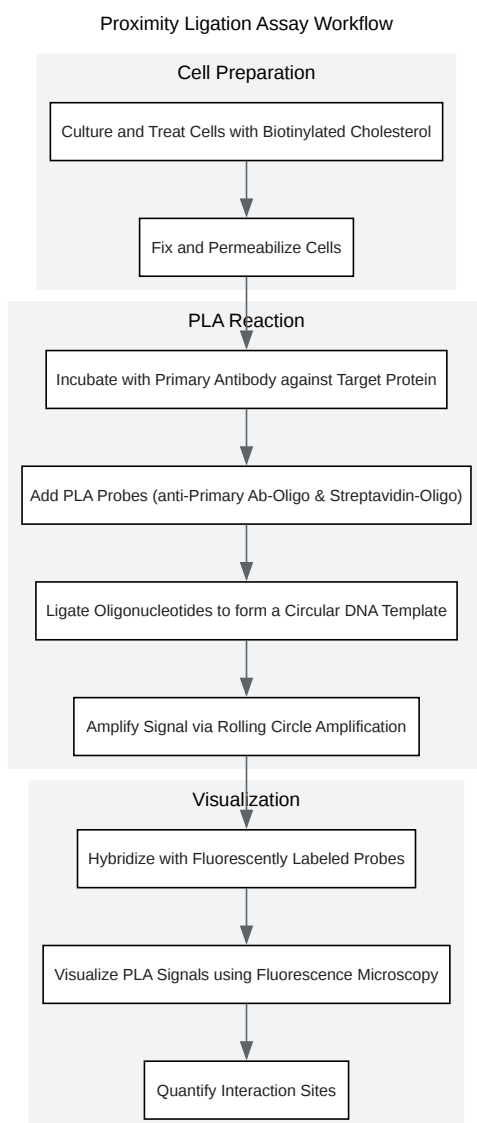 Proximity Ligation Assay Workflow
Cell Preparation
Culture and Treat Cells with Biotinylated Cholesterol
Fix and Permeabilize Cells
PLA Reaction
Incubate with Primary Antibody against Target Protein
Add PLA Probes (anti-Primary Ab-Oligo & Streptavidin-Oligo)
Ligate Oligonucleotides to form a Circular DNA Template
Amplify Signal via Rolling Circle Amplification
Visualization
Hybridize with Fluorescently Labeled Probes
Visualize PLA Signals using Fluorescence Microscopy
Quantify Interaction Sites